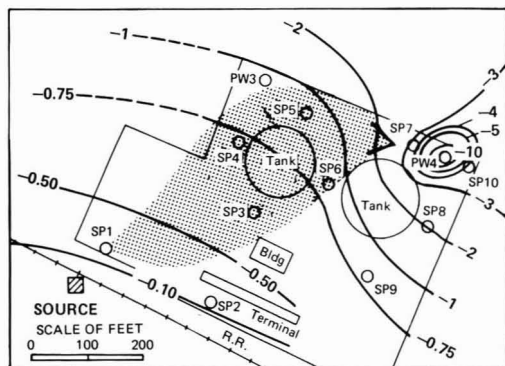 -1
-2
-3
-0.75
PW3
-4
SP5
SP7
-5
-10
PW4
SP4
Tank
SP6
SP10
-0.50
Tank
-3
SP3
SP8
SP1
-2
Bldg
-0.50
SP9
-0.10
-1
SOURCE
SP2
Terminal
-0.75
SCALE OF FEET
R.R.
0 100 200